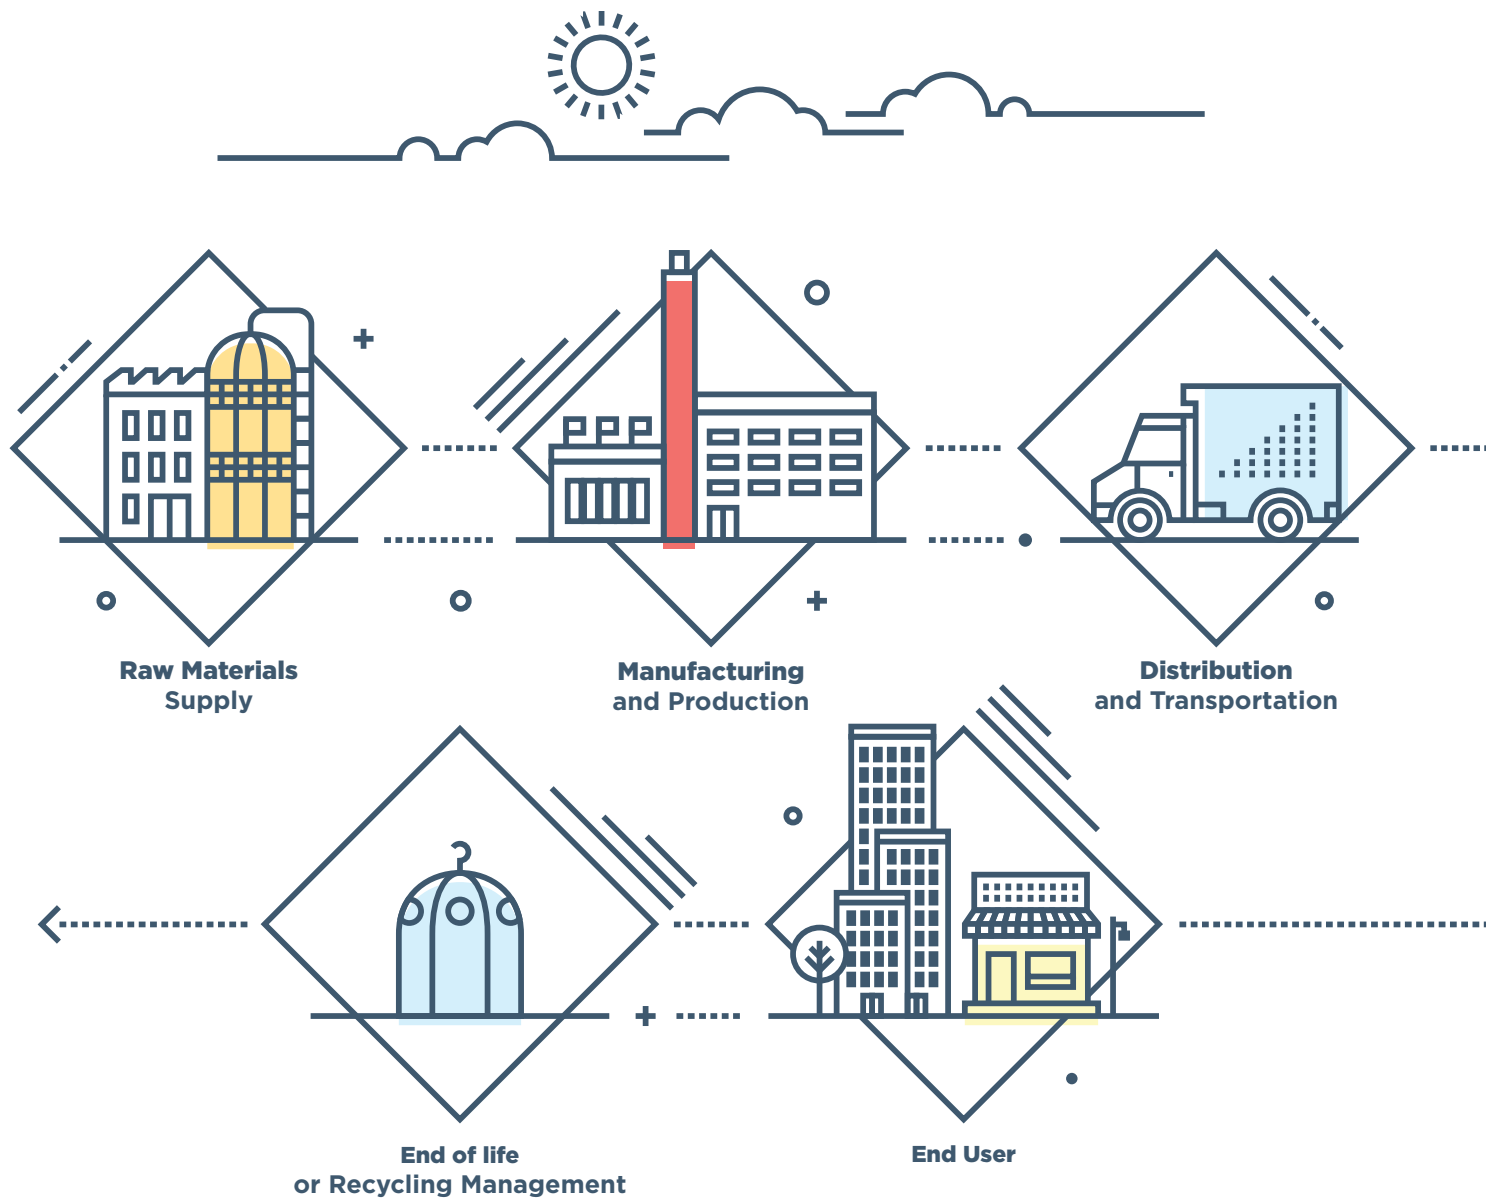 Raw Materials
Supply
Manufacturing
and Production
Distribution
and Transportation
End of life
or Recycling Management
End User